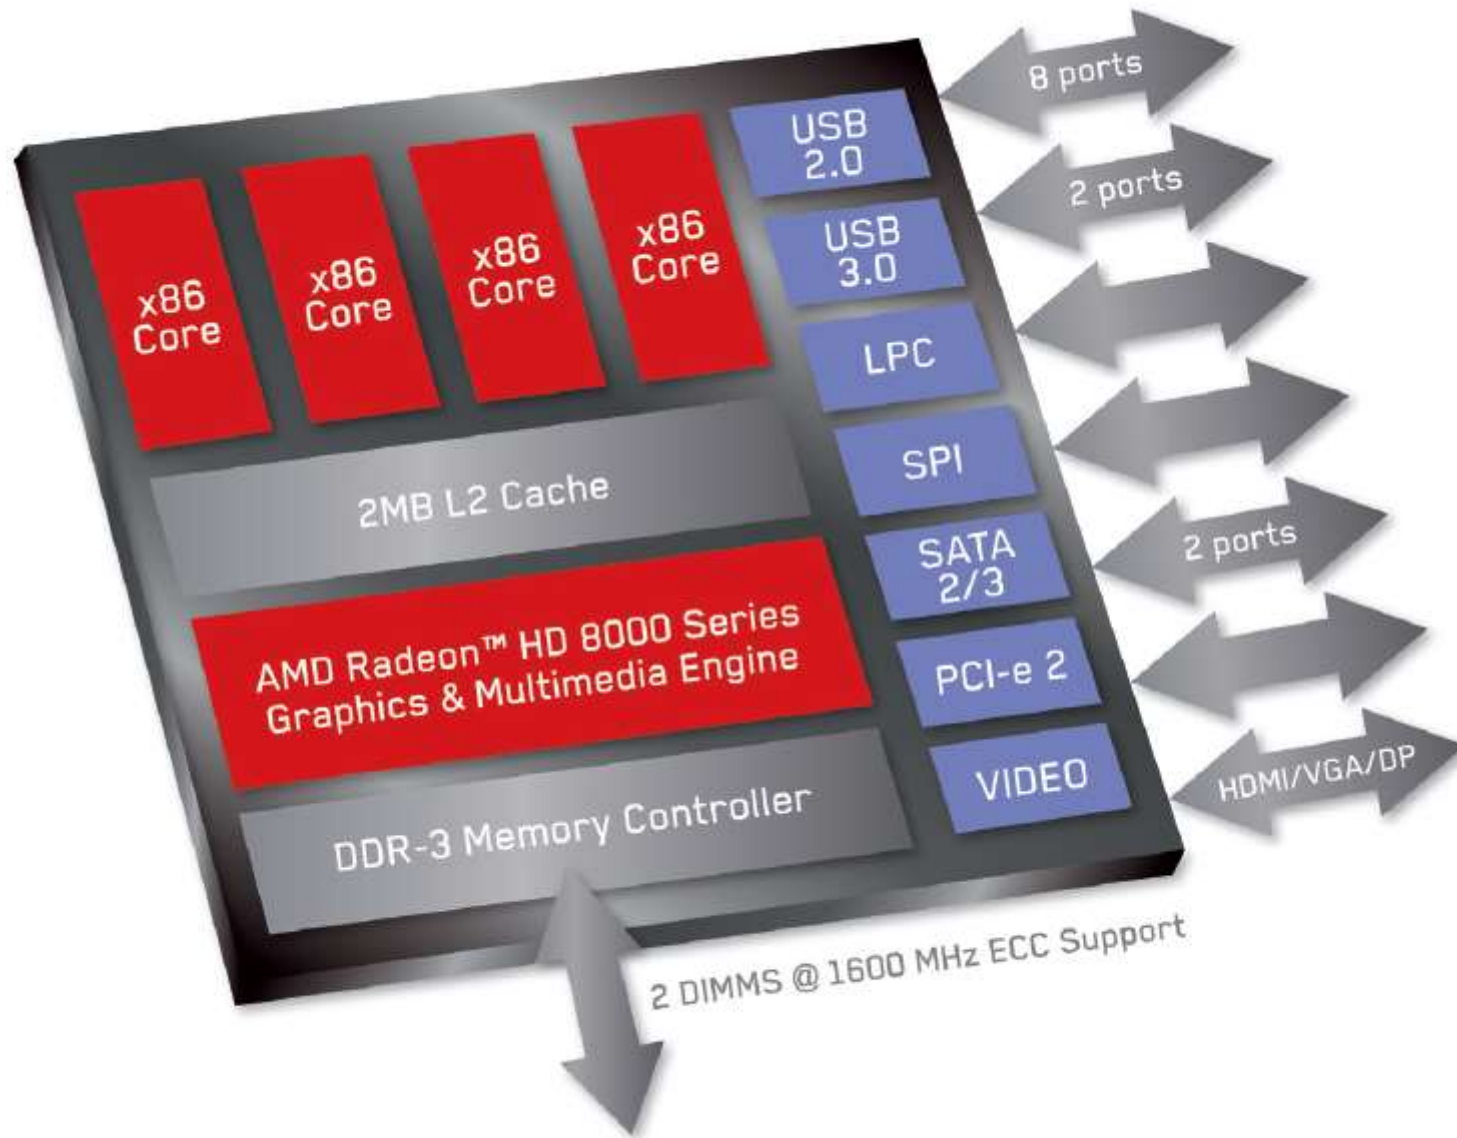 8 ports
USB
2.0
2 ports
USB
3.0
x86
Core
x86
Core
x86
Core
x86
Core
LPC
SPI
2MB L2 Cache
SATA
2/3
2 ports
AMD Radeon™ HD 8000 Series
Graphics & Multimedia Engine
PCI-e 2
VIDEO
HDMI/VGA/DP
DDR-3 Memory Controller
2 DIMMS @ 1600 MHz ECC Support